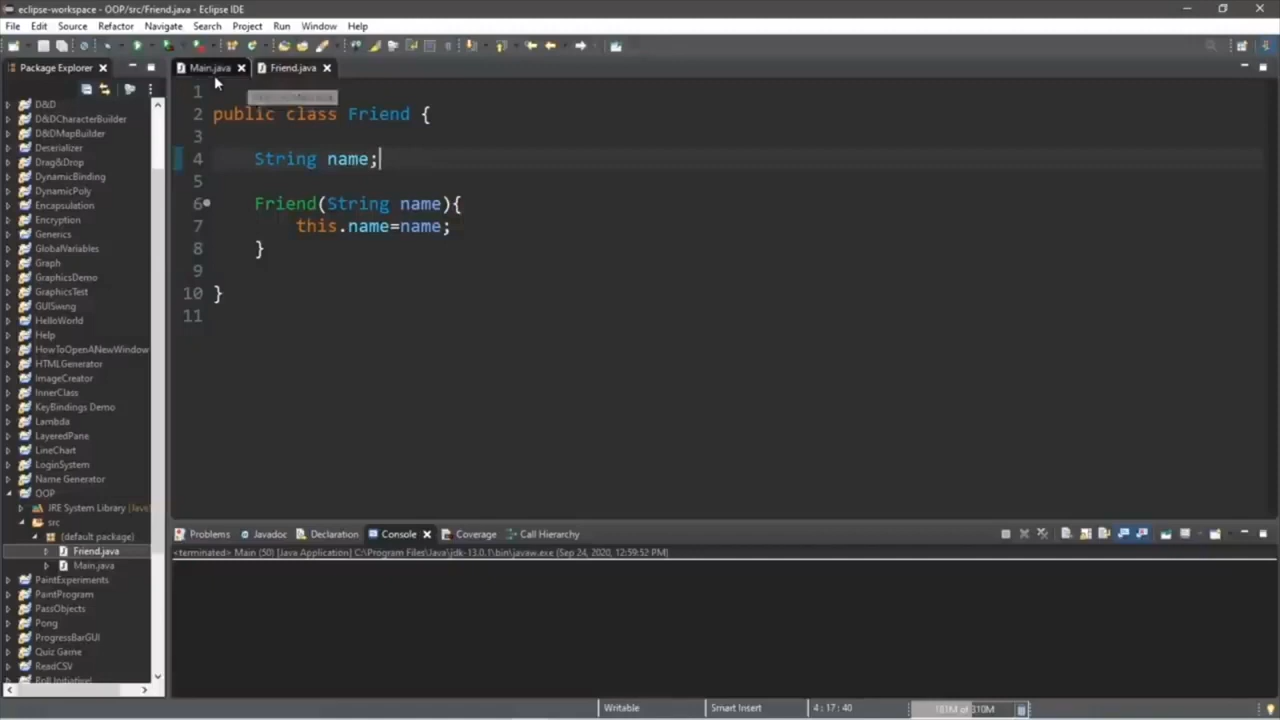 eclipse-workspace - OOP/src/Friend.java - Eclipse IDE
File Edit Source Refactor Navigate Search Project Run Window Help
Package Explorer
Main.java
Friend.java
D&D
D&DCharacterBuilder
D&DMapBuilder
Deserializer
Drag&Drop
DynamicBinding
DynamicPoly
Encapsulation
Encryption
Generics
GlobalVariables
Graph
GraphicsDemo
GraphicsTest
GUISwing
HelloWorld
Help
HowToOpenANewWindow
HTMLGenerator
ImageCreator
InnerClass
KeyBindings Demo
Lambda
LayeredPane
LineChart
LoginSystem
Name Generator
OOP
JRE System Library [Java
src
(default package)
Friend.java
Main.java
PaintExperiments
PaintProgram
PassObjects
Pong
ProgressBarGUI
Quiz Game
ReadCSV
1
2 public class Friend {
3
4 String name;
5
6 Friend(String name){
7 this.name=name;
8 }
9
10 }
11
Problems Javadoc Declaration Console Coverage Call Hierarchy
<terminated> Main (50) [Java Application] C:\Program Files\Java\jdk-13.0.1\bin\javaw.exe (Sep 24, 2020, 12:59:52 PM)
Writable Smart Insert 4 : 17 : 40 181M of 310M